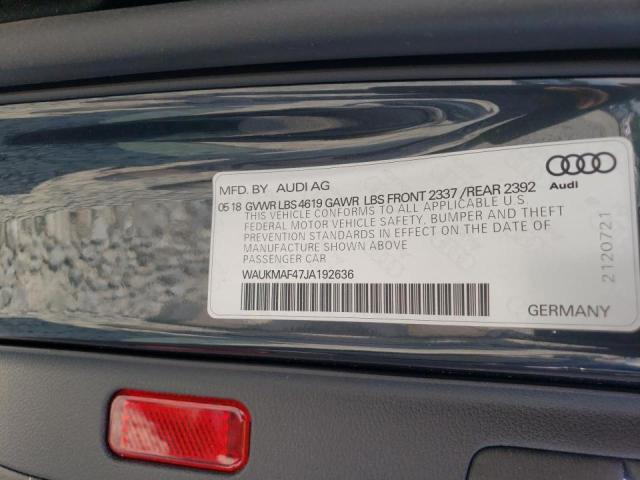 MFD. BY AUDI AG
05 18 GVWR LBS 4619 GAWR LBS FRONT 2337 / REAR 2392
THIS VEHICLE CONFORMS TO ALL APPLICABLE U.S.
FEDERAL MOTOR VEHICLE SAFETY, BUMPER AND THEFT
PREVENTION STANDARDS IN EFFECT ON THE DATE OF
MANUFACTURE SHOWN ABOVE
PASSENGER CAR
WAUKMAF47JA192636
Audi
2120721
GERMANY